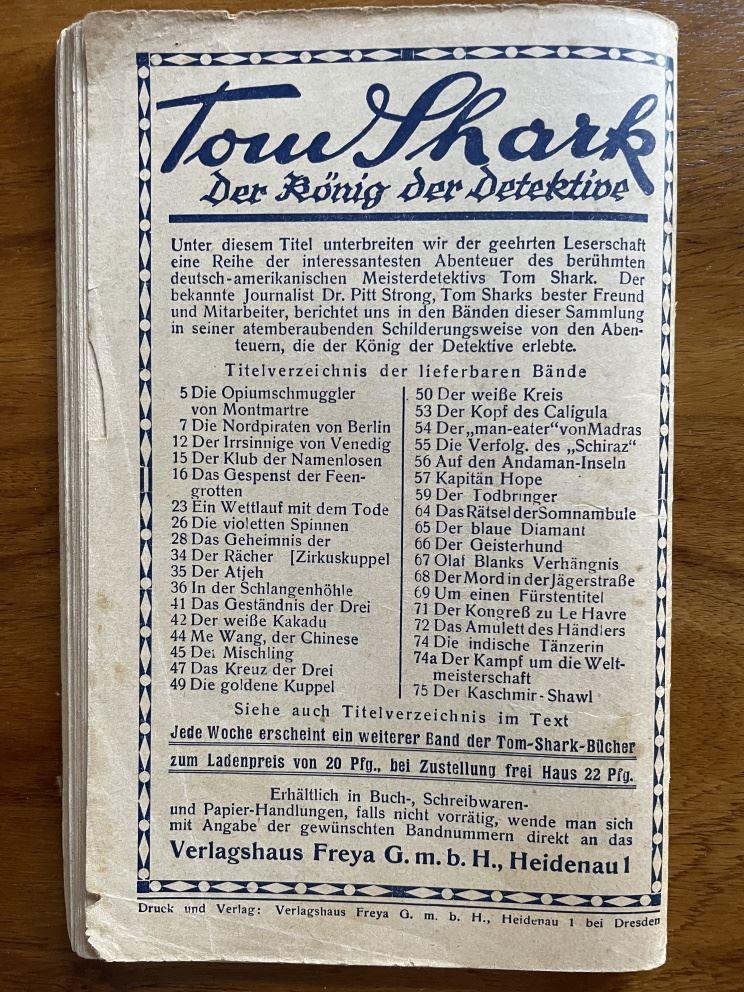 Tom Shark
Der König der Detektive
Unter diesem Titel unterbreiten wir der geehrten Leserschaft
eine Reihe der interessantesten Abenteuer des berühmten
deutsch-amerikanischen Meisterdetektivs Tom Shark. Der
bekannte Journalist Dr. Pitt Strong, Tom Sharks bester Freund
und Mitarbeiter, berichtet uns in den Bänden dieser Sammlung
in seiner atemberaubenden Schilderungsweise von den Aben-
teuern, die der König der Detektive erlebte.
Titelverzeichnis der lieferbaren Bände
5 Die Opiumschmuggler
von Montmartre
7 Die Nordpiraten von Berlin
12 Der Irrsinnige von Venedig
15 Der Klub der Namenlosen
16 Das Gespenst der Feen-
grotten
23 Ein Wettlauf mit dem Tode
26 Die violetten Spinnen
28 Das Geheimnis der
34 Der Rächer [Zirkuskuppel
35 Der Atjeh
36 In der Schlangenhöhle
41 Das Geständnis der Drei
42 Der weiße Kakadu
44 Me Wang, der Chinese
45 Der Mischling
47 Das Kreuz der Drei
49 Die goldene Kuppel
50 Der weiße Kreis
53 Der Kopf des Caligula
54 Der „man-eater“ von Madras
55 Die Verfolg. des „Schiraz“
56 Auf den Andaman-Inseln
57 Kapitän Hope
59 Der Todbringer
64 Das Rätsel der Somnambule
65 Der blaue Diamant
66 Der Geisterhund
67 Olaf Blanks Verhängnis
68 Der Mord in der Jägerstraße
69 Um einen Fürstentitel
71 Der Kongreß zu Le Havre
72 Das Amulett des Händlers
74 Die indische Tänzerin
74a Der Kampf um die Welt-
meisterschaft
75 Der Kaschmir-Shawl
Siehe auch Titelverzeichnis im Text
Jede Woche erscheint ein weiterer Band der Tom-Shark-Bücher
zum Ladenpreis von 20 Pfg., bei Zustellung frei Haus 22 Pfg.
Erhältlich in Buch-, Schreibwaren-
und Papier-Handlungen, falls nicht vorrätig, wende man sich
mit Angabe der gewünschten Bandnummern direkt an das
Verlagshaus Freya G. m. b. H., Heidenau 1
Druck und Verlag: Verlagshaus Freya G. m. b. H., Heidenau 1 bei Dresden